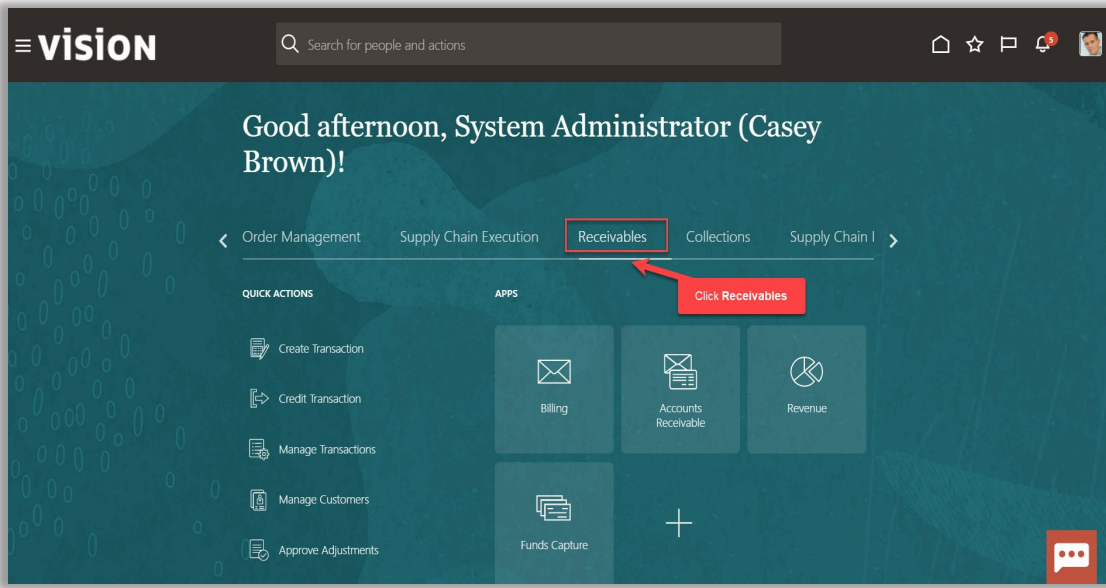 vision
Search for people and actions
5
Good afternoon, System Administrator (Casey
Brown)!
Order Management
Supply Chain Execution
Receivables
Collections
Supply Chain I
QUICK ACTIONS
APPS
Click Receivables
Create Transaction
Credit Transaction
Manage Transactions
Manage Customers
Approve Adjustments
Billing
Accounts
Receivable
Revenue
Funds Capture